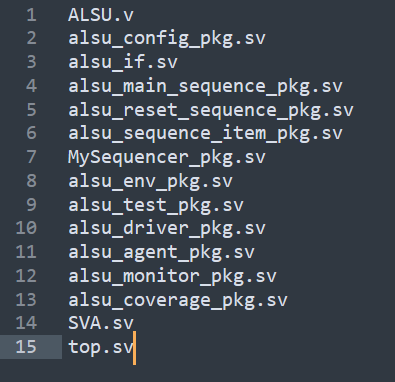 1 ALSU.v
2 alsu_config_pkg.sv
3 alsu_if.sv
4 alsu_main_sequence_pkg.sv
5 alsu_reset_sequence_pkg.sv
6 alsu_sequence_item_pkg.sv
7 MySequencer_pkg.sv
8 alsu_env_pkg.sv
9 alsu_test_pkg.sv
10 alsu_driver_pkg.sv
11 alsu_agent_pkg.sv
12 alsu_monitor_pkg.sv
13 alsu_coverage_pkg.sv
14 SVA.sv
15 top.sv